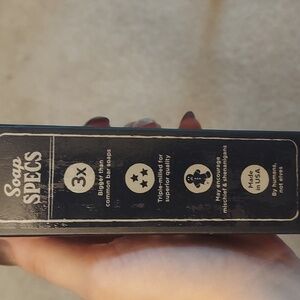 Soap
SPECS
3X
Bigger than
common bar soaps
Triple-milled for
superior quality
May encourage
mischief & shenanigans
Made
in USA
By humans,
not elves